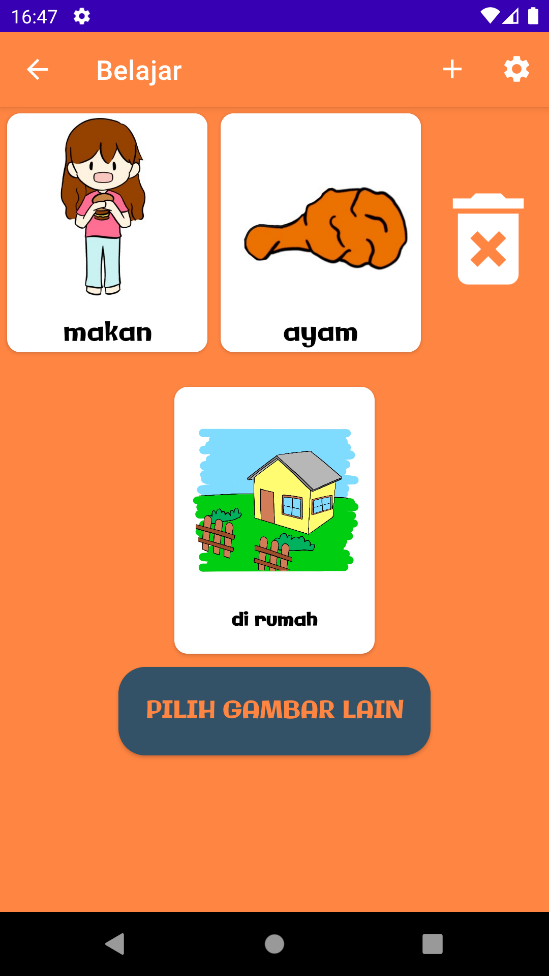 16:47
Belajar
makan
ayam
di rumah
PILIH GAMBAR LAIN